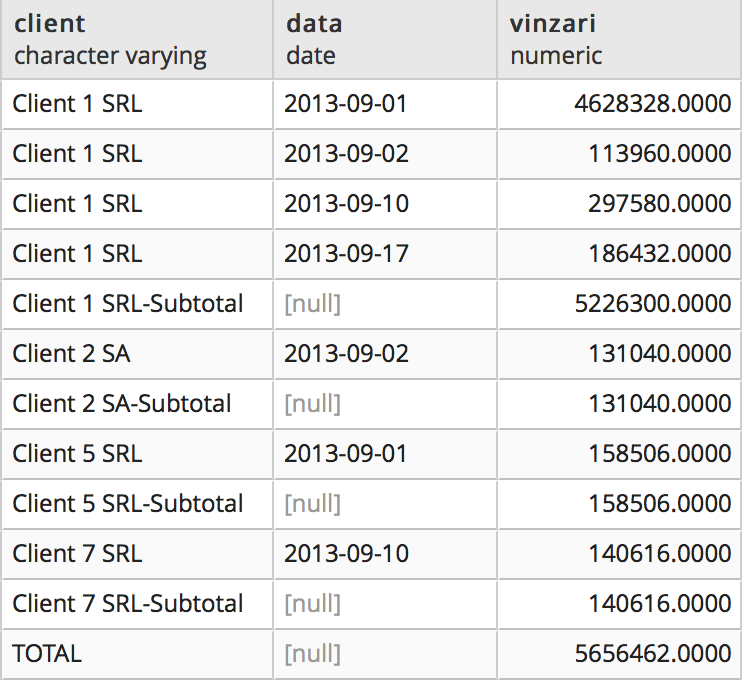 client data vinzari
character varying date numeric
Client 1 SRL 2013-09-01 4628328.0000
Client 1 SRL 2013-09-02 113960.0000
Client 1 SRL 2013-09-10 297580.0000
Client 1 SRL 2013-09-17 186432.0000
Client 1 SRL-Subtotal [null] 5226300.0000
Client 2 SA 2013-09-02 131040.0000
Client 2 SA-Subtotal [null] 131040.0000
Client 5 SRL 2013-09-01 158506.0000
Client 5 SRL-Subtotal [null] 158506.0000
Client 7 SRL 2013-09-10 140616.0000
Client 7 SRL-Subtotal [null] 140616.0000
TOTAL [null] 5656462.0000